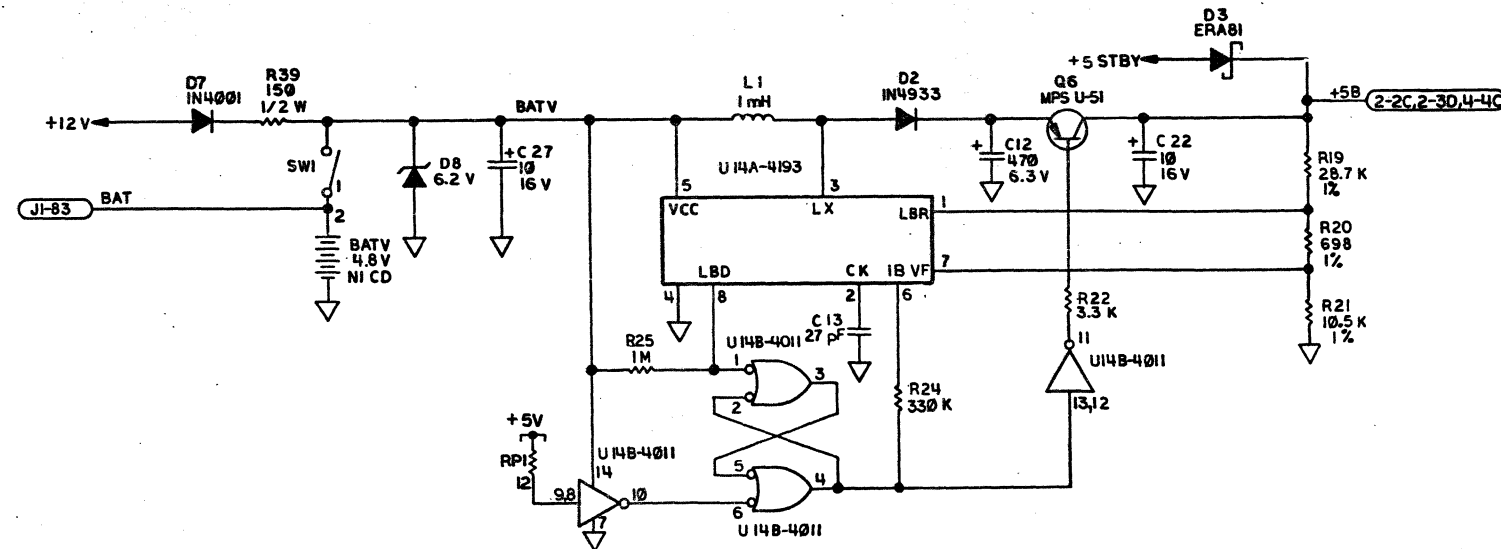 D3
ERA81
+5 STBY
D7
1N4001
R39
150
1/2 W
L1
1 mH
D2
1N4933
Q6
MPS U-51
+5B
2-2C,2-3D,4-4C
+12 V
BATV
SW1
1
2
D8
6.2 V
+
C 27
10
16 V
U14A-4193
+
C12
470
6.3 V
+
C 22
10
16 V
R19
28.7 K
1%
J1-83
BAT
5
3
VCC
LX
LBR
1
R20
698
1%
BATV
4.8V
NI CD
LBD
CK
IB
VF
7
4
8
2
6
R22
3.3 K
R21
10.5 K
1%
C 13
27 pF
R25
1M
U14B-4011
1
2
3
11
U14B-4011
13,12
R24
330 K
+5V
RP1
12
U14B-4011
14
9,8
10
7
5
6
4
U14B-4011